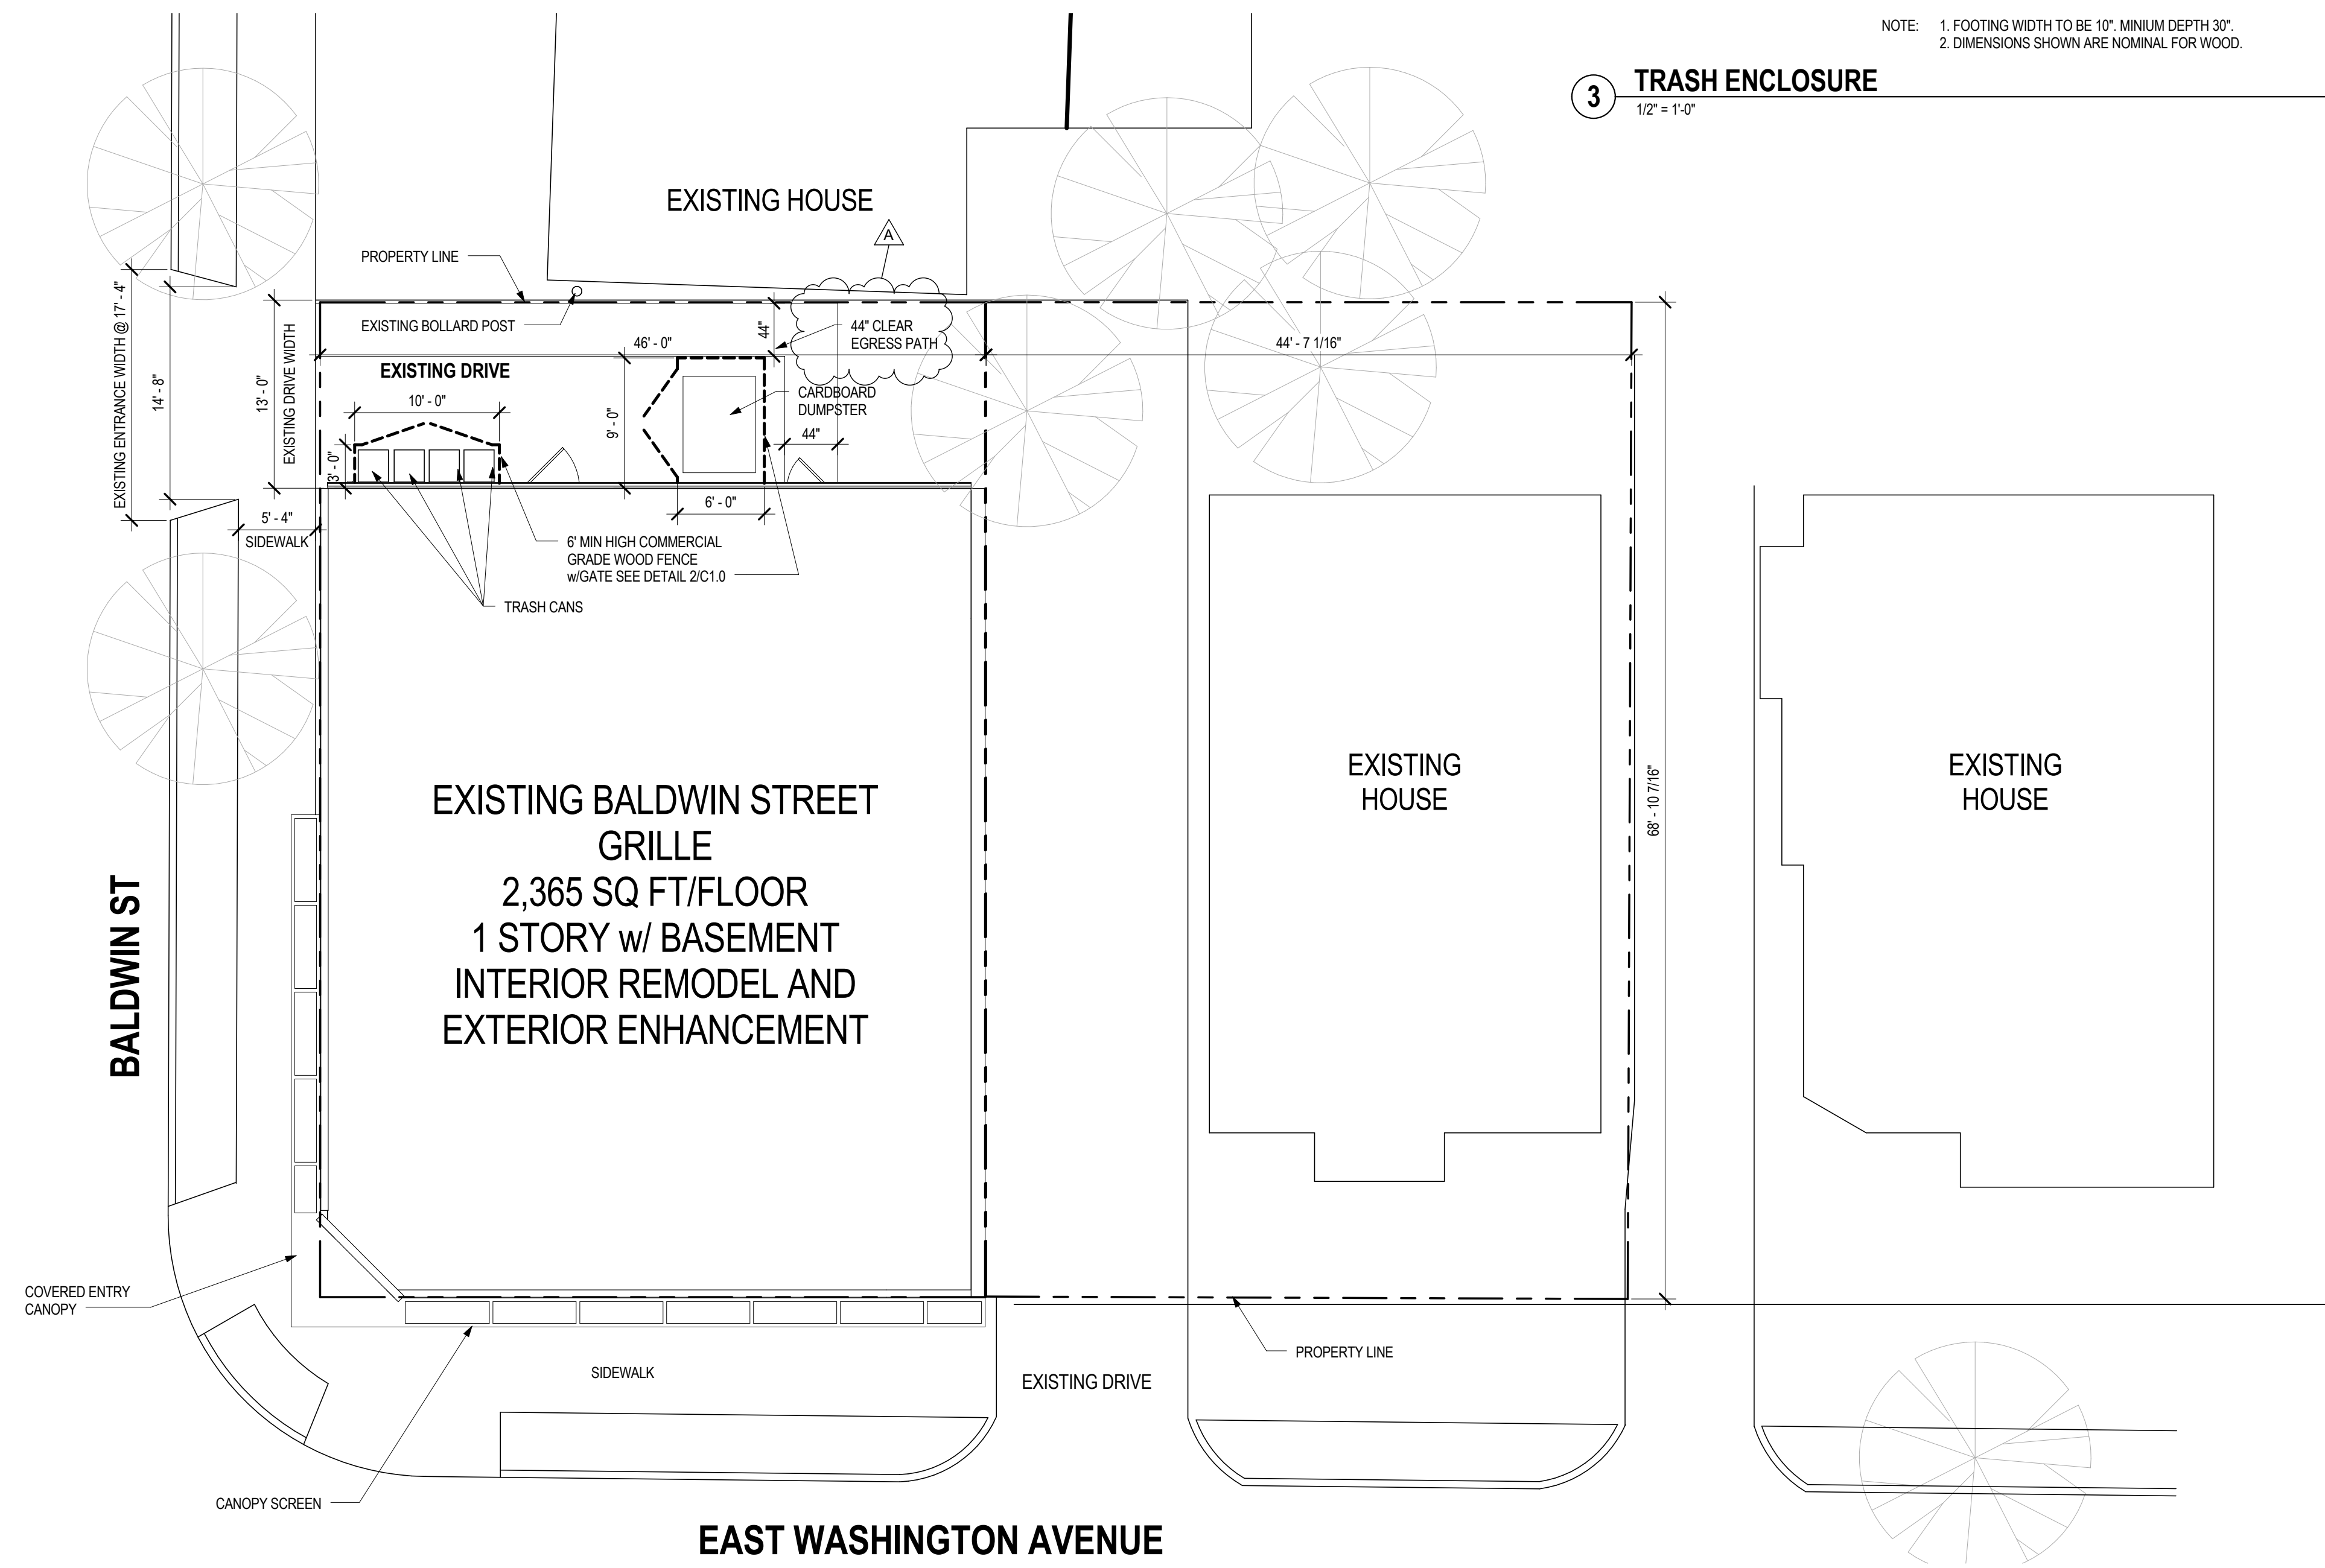 NOTE: 1. FOOTING WIDTH TO BE 10". MINIUM DEPTH 30".
2. DIMENSIONS SHOWN ARE NOMINAL FOR WOOD.
3
TRASH ENCLOSURE
1/2" = 1'-0"
EXISTING HOUSE
A
PROPERTY LINE
EXISTING BOLLARD POST
44"
44" CLEAR
EGRESS PATH
46' - 0"
44' - 7 1/16"
EXISTING ENTRANCE WIDTH @ 17' - 4"
14' - 8"
13' - 0"
EXISTING DRIVE WIDTH
EXISTING DRIVE
10' - 0"
3' - 0"
9' - 0"
CARDBOARD
DUMPSTER
44"
6' - 0"
5' - 4"
SIDEWALK
6' MIN HIGH COMMERCIAL
GRADE WOOD FENCE
w/GATE SEE DETAIL 2/C1.0
TRASH CANS
EXISTING BALDWIN STREET
GRILLE
2,365 SQ FT/FLOOR
1 STORY w/ BASEMENT
INTERIOR REMODEL AND
EXTERIOR ENHANCEMENT
EXISTING
HOUSE
68' - 10 7/16"
EXISTING
HOUSE
BALDWIN ST
COVERED ENTRY
CANOPY
PROPERTY LINE
SIDEWALK
EXISTING DRIVE
CANOPY SCREEN
EAST WASHINGTON AVENUE